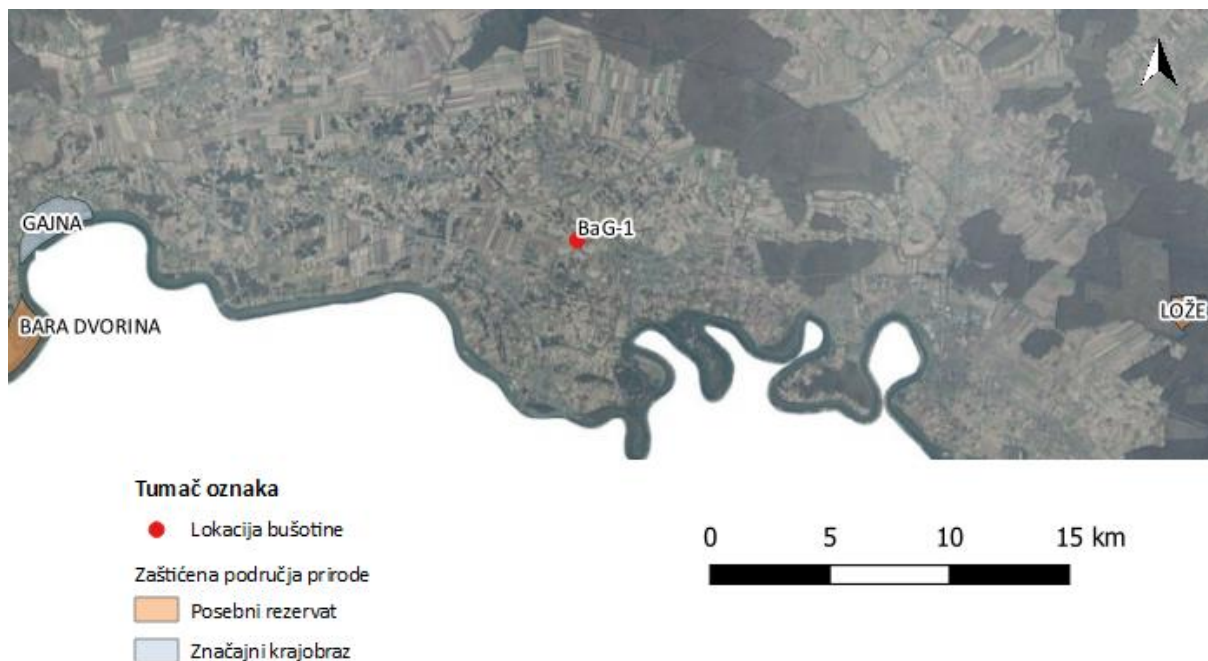 GAJNA
BaG-1
BARA DVORINA
LOŽE
Tumač oznaka
Lokacija bušotine
Zaštićena područja prirode
Posebni rezervat
Značajni krajobraz
0 5 10 15 km